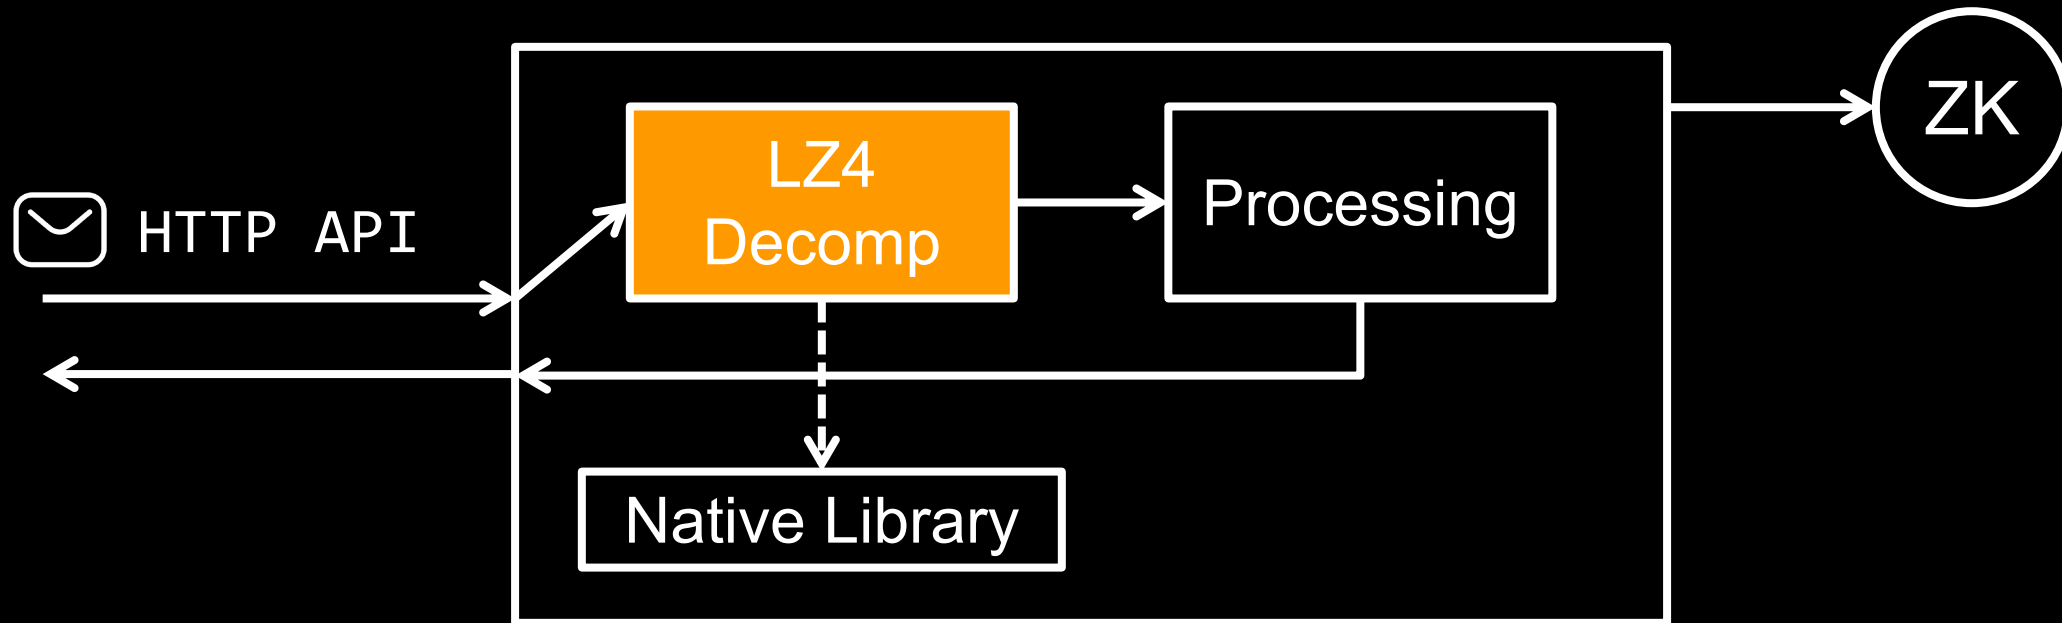 HTTP API
LZ4
Decomp
Processing
Native Library
ZK